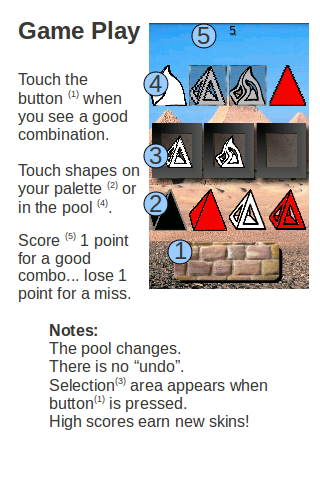 Game Play
Touch the
button (1) when
you see a good
combination.
Touch shapes on
your palette (2) or
in the pool (4).
Score (5) 1 point
for a good
combo... lose 1
point for a miss.
5
5
4
3
2
1
Notes:
The pool changes.
There is no “undo”.
Selection(3) area appears when
button(1) is pressed.
High scores earn new skins!